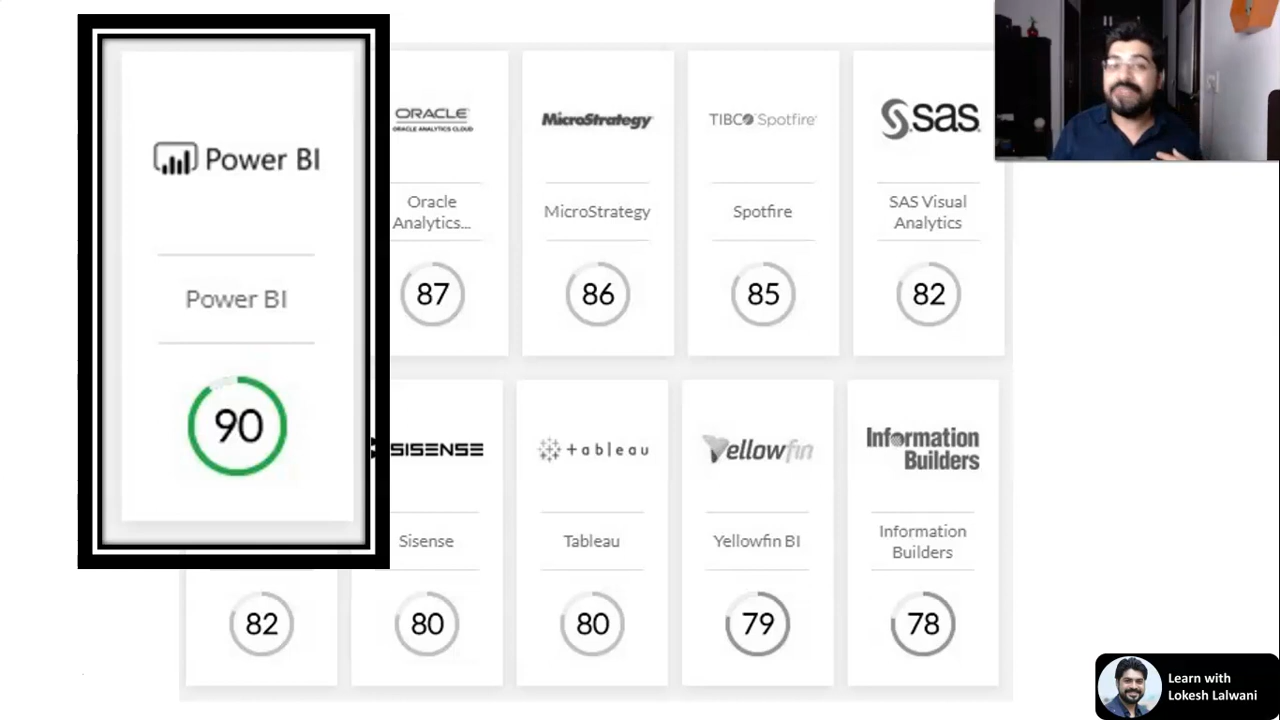 Power BI
Power BI
90
ORACLE
ORACLE ANALYTICS CLOUD
Oracle
Analytics...
87
MicroStrategy
MicroStrategy
86
TIBCO Spotfire
Spotfire
85
sas
SAS Visual
Analytics
82
82
SISENSE
Sisense
80
+ableau
Tableau
80
Yellowfin
Yellowfin BI
79
Information
Builders
Information
Builders
78
Learn with
Lokesh Lalwani